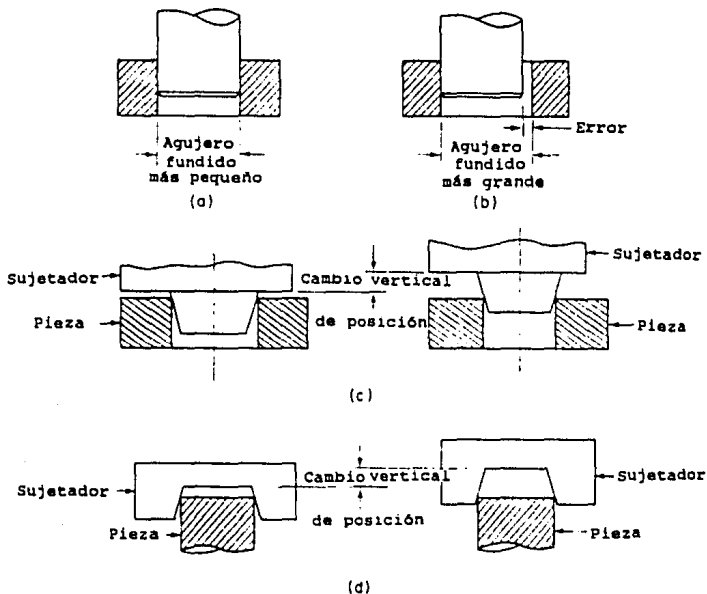 Agujero
fundido
más pequeño
(a)
Error
Agujero
fundido
más grande
(b)
Sujetador
Cambio vertical
Sujetador
Pieza
de posición
Pieza
(c)
Cambio vertical
Sujetador
Sujetador
de posición
Pieza
Pieza
(d)